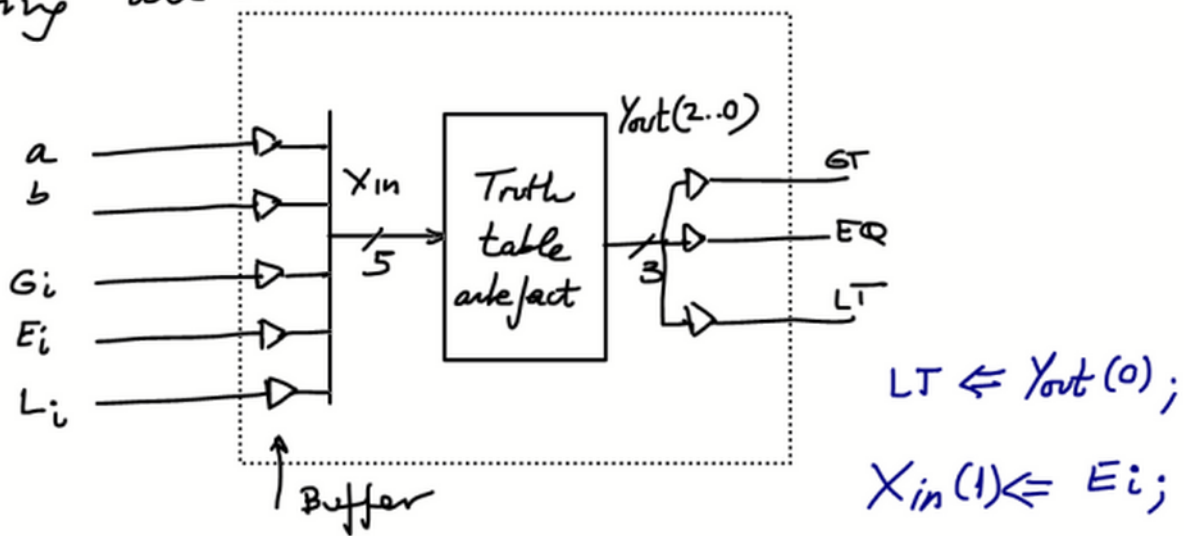 a
b
Gi
Ei
Li
Xin
5
Truth
table
artefact
Yout(2..0)
3
GT
EQ
LT
LT <= Yout(0);
Xin(1)<= Ei;
Buffer